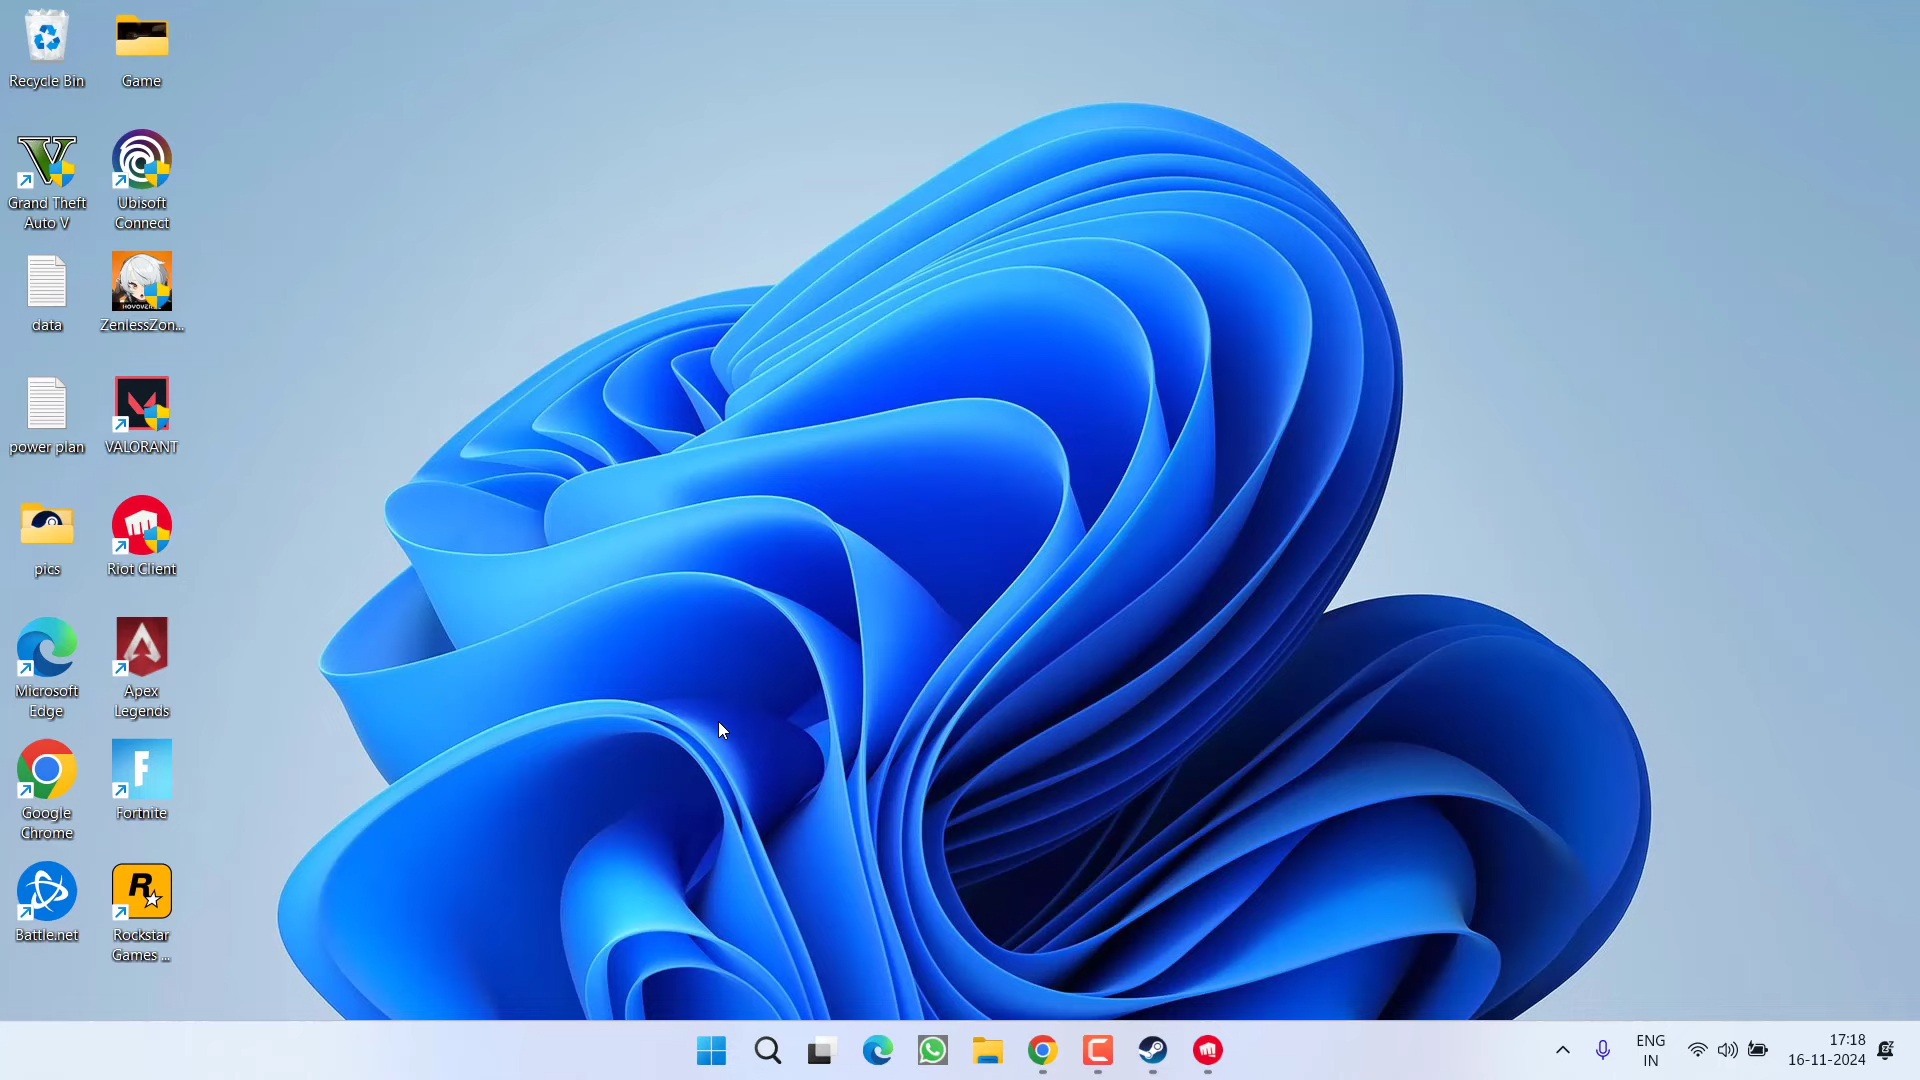 Recycle Bin
Game
Grand Theft
Auto V
Ubisoft
Connect
data
ZenlessZon...
HOYOVERSE
power plan
VALORANT
pics
Riot Client
Microsoft
Edge
Apex
Legends
Google
Chrome
Fortnite
Battle.net
Rockstar
Games ...
ENG
IN
17:18
16-11-2024